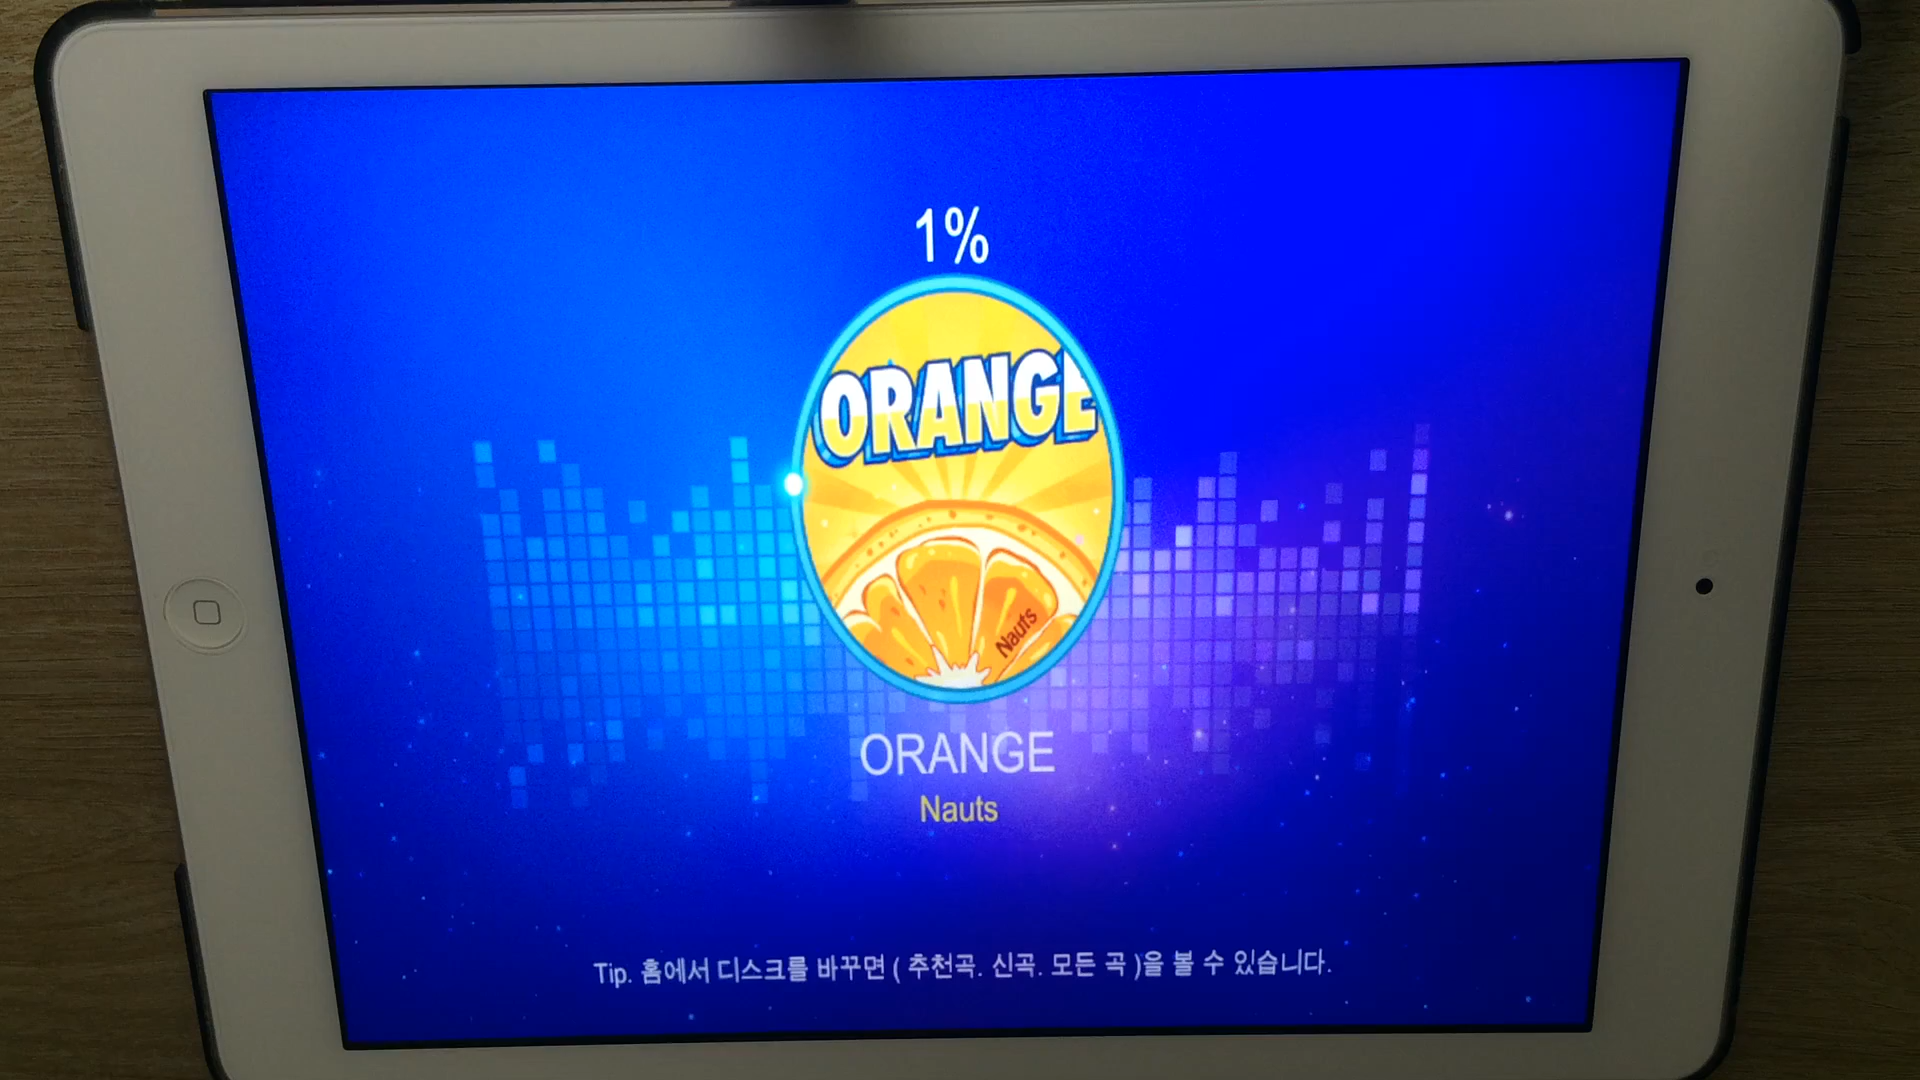 1%
ORANGE
Nauts
ORANGE
Nauts
Tip. 홈에서 디스크를 바꾸면 ( 추천곡. 신곡. 모든 곡 )을 볼 수 있습니다.